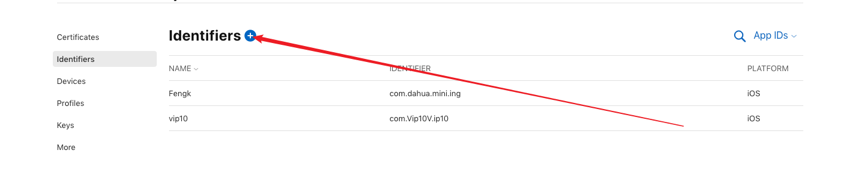 Identifiers
App IDs
Certificates
Identifiers
Devices
Profiles
Keys
More
NAME IDENTIFIER PLATFORM
Fengk com.dahua.mini.ing iOS
vip10 com.Vip10V.ip10 iOS